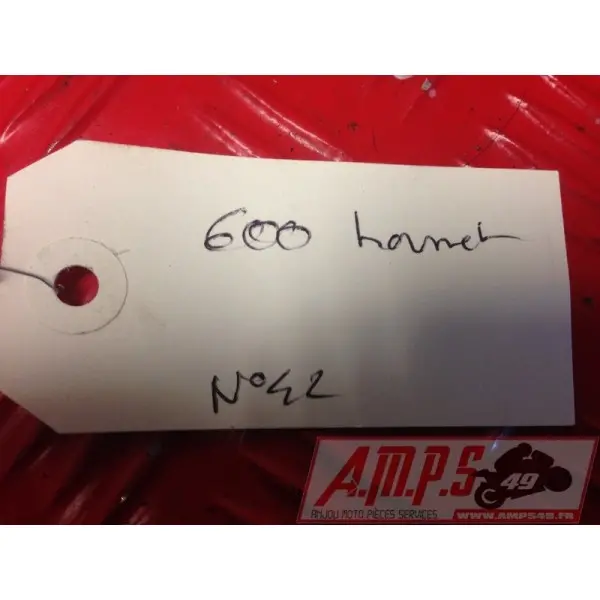 600 hornet
N°42
A.M.P.S
49
ANJOU MOTO PIÈCES SERVICES
WWW.AMPS49.FR